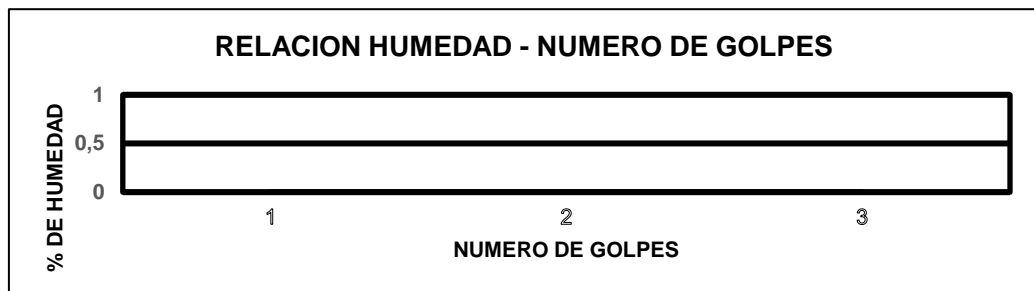 RELACION HUMEDAD - NUMERO DE GOLPES
% DE HUMEDAD
1
0,5
0
1 2 3
NUMERO DE GOLPES